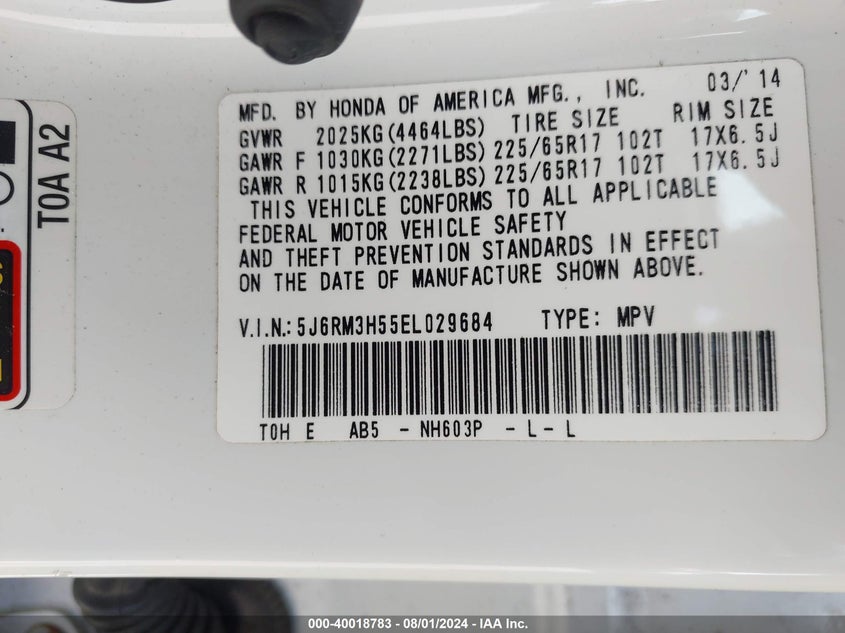 TOA A2
MFD. BY HONDA OF AMERICA MFG., INC. 03/'14
GVWR 2025KG(4464LBS) TIRE SIZE RIM SIZE
GAWR F 1030KG(2271LBS) 225/65R17 102T 17X6.5J
GAWR R 1015KG(2238LBS) 225/65R17 102T 17X6.5J
THIS VEHICLE CONFORMS TO ALL APPLICABLE
FEDERAL MOTOR VEHICLE SAFETY
AND THEFT PREVENTION STANDARDS IN EFFECT
ON THE DATE OF MANUFACTURE SHOWN ABOVE.
V.I.N.:5J6RM3H55EL029684 TYPE: MPV
TOH E AB5 - NH603P - L - L
000-40018783 - 08/01/2024 - IAA Inc.